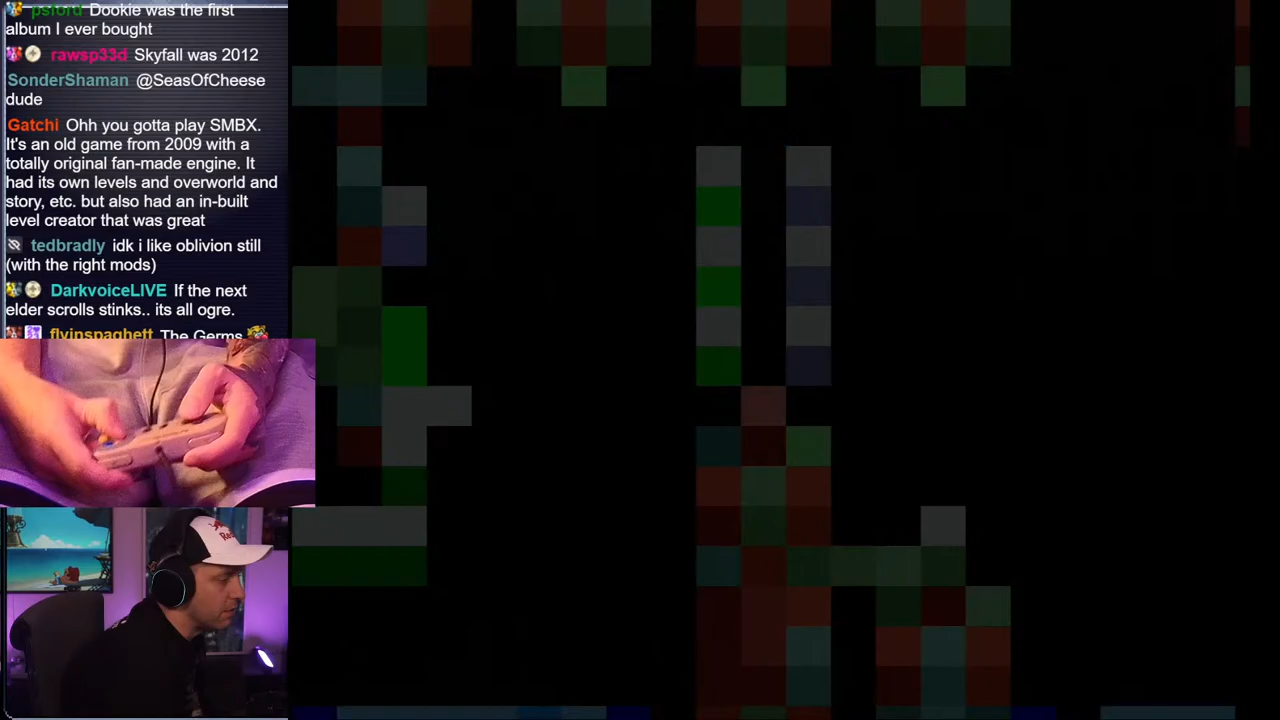 psford Dookie was the first
album I ever bought
rawsp33d Skyfall was 2012
SonderShaman @SeasOfCheese
dude
Gatchi Ohh you gotta play SMBX.
It's an old game from 2009 with a
totally original fan-made engine. It
had its own levels and overworld and
story, etc. but also had an in-built
level creator that was great
tedbradly idk i like oblivion still
(with the right mods)
DarkvoiceLIVE If the next
elder scrolls stinks.. its all ogre.
flyinspaghett The Germs